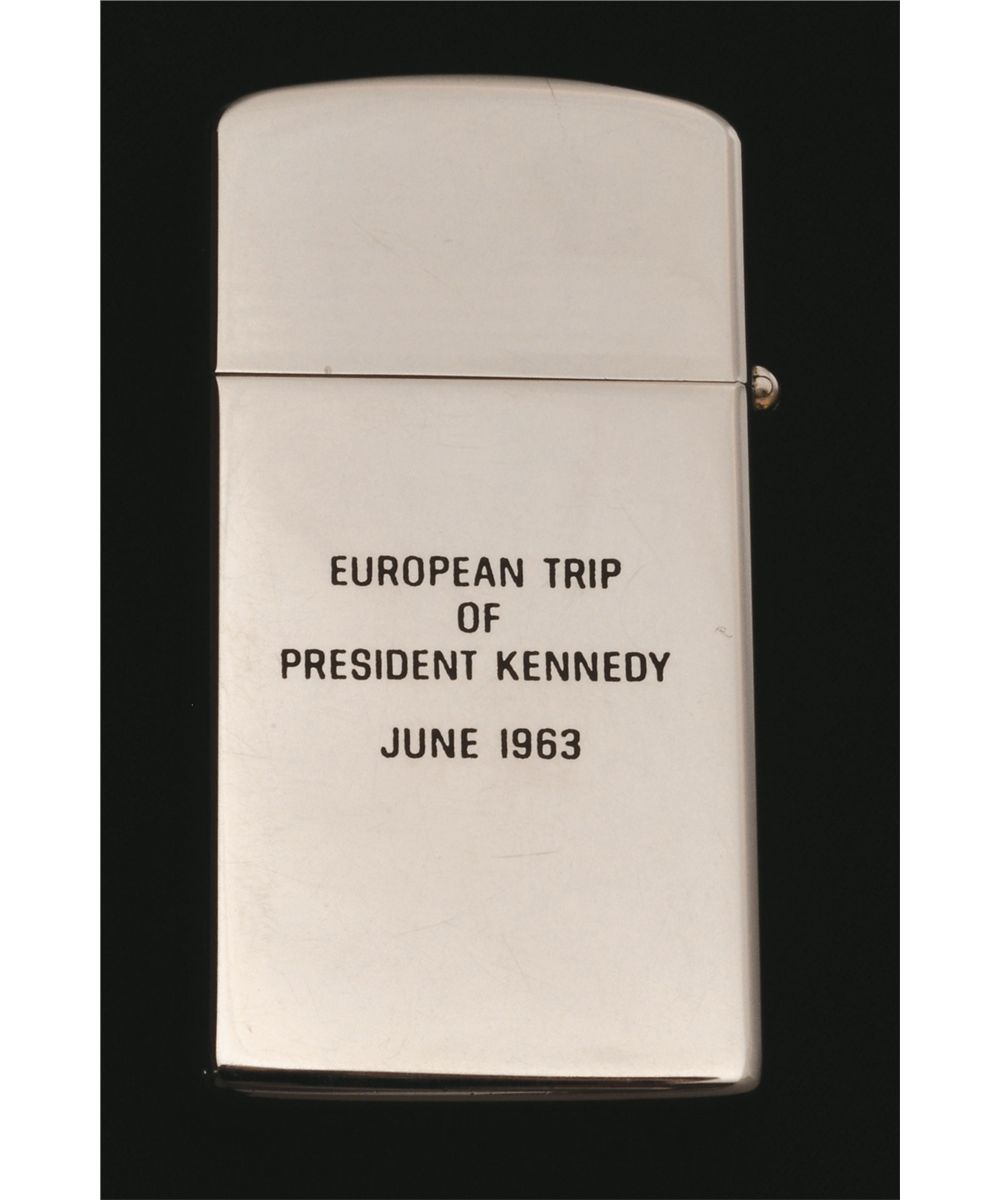 EUROPEAN TRIP
OF
PRESIDENT KENNEDY
JUNE 1963